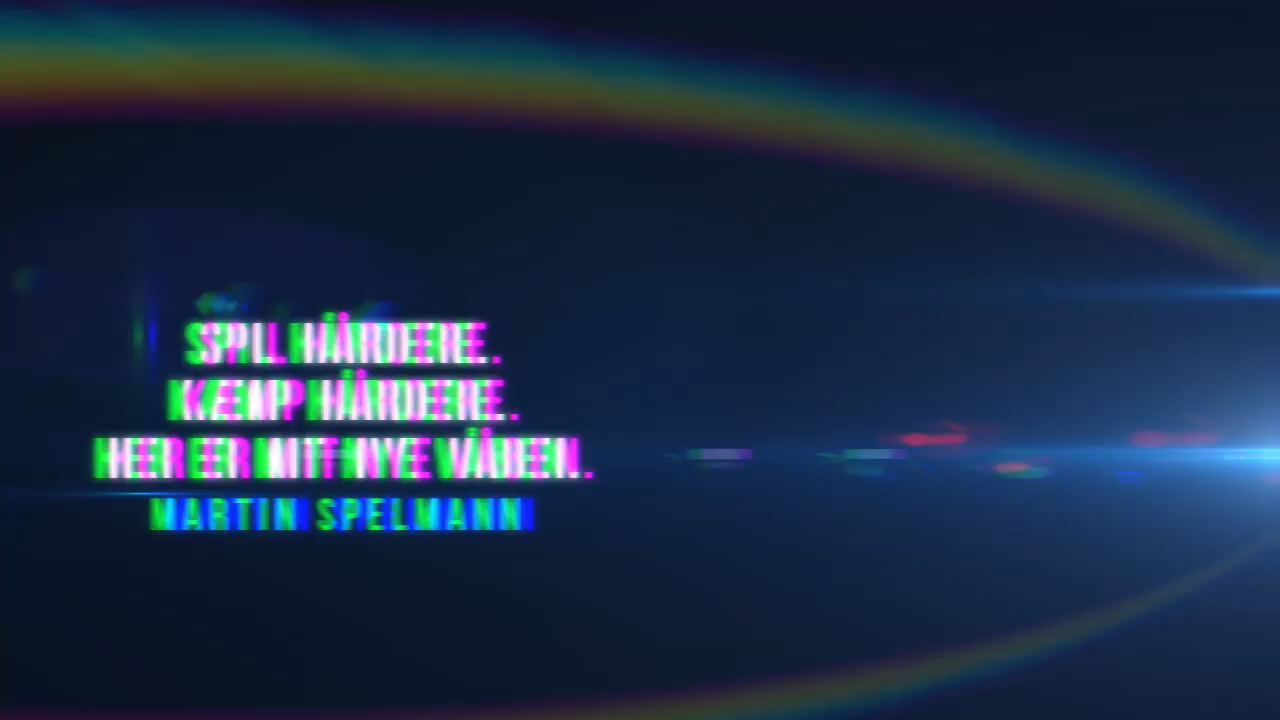 SPIL HÅRDERE.
KÆMP HÅRDERE.
HER ER MIT NYE VÅBEN.
MARTIN SPELMANN